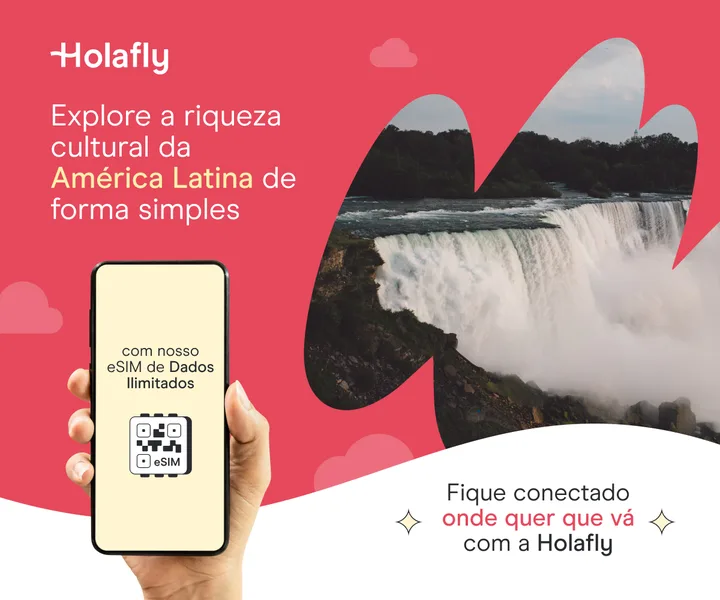 Holafly
Explore a riqueza
cultural da
América Latina de
forma simples
com nosso
eSIM de Dados
Ilimitados
eSIM
Fique conectado
onde quer que vá
com a Holafly